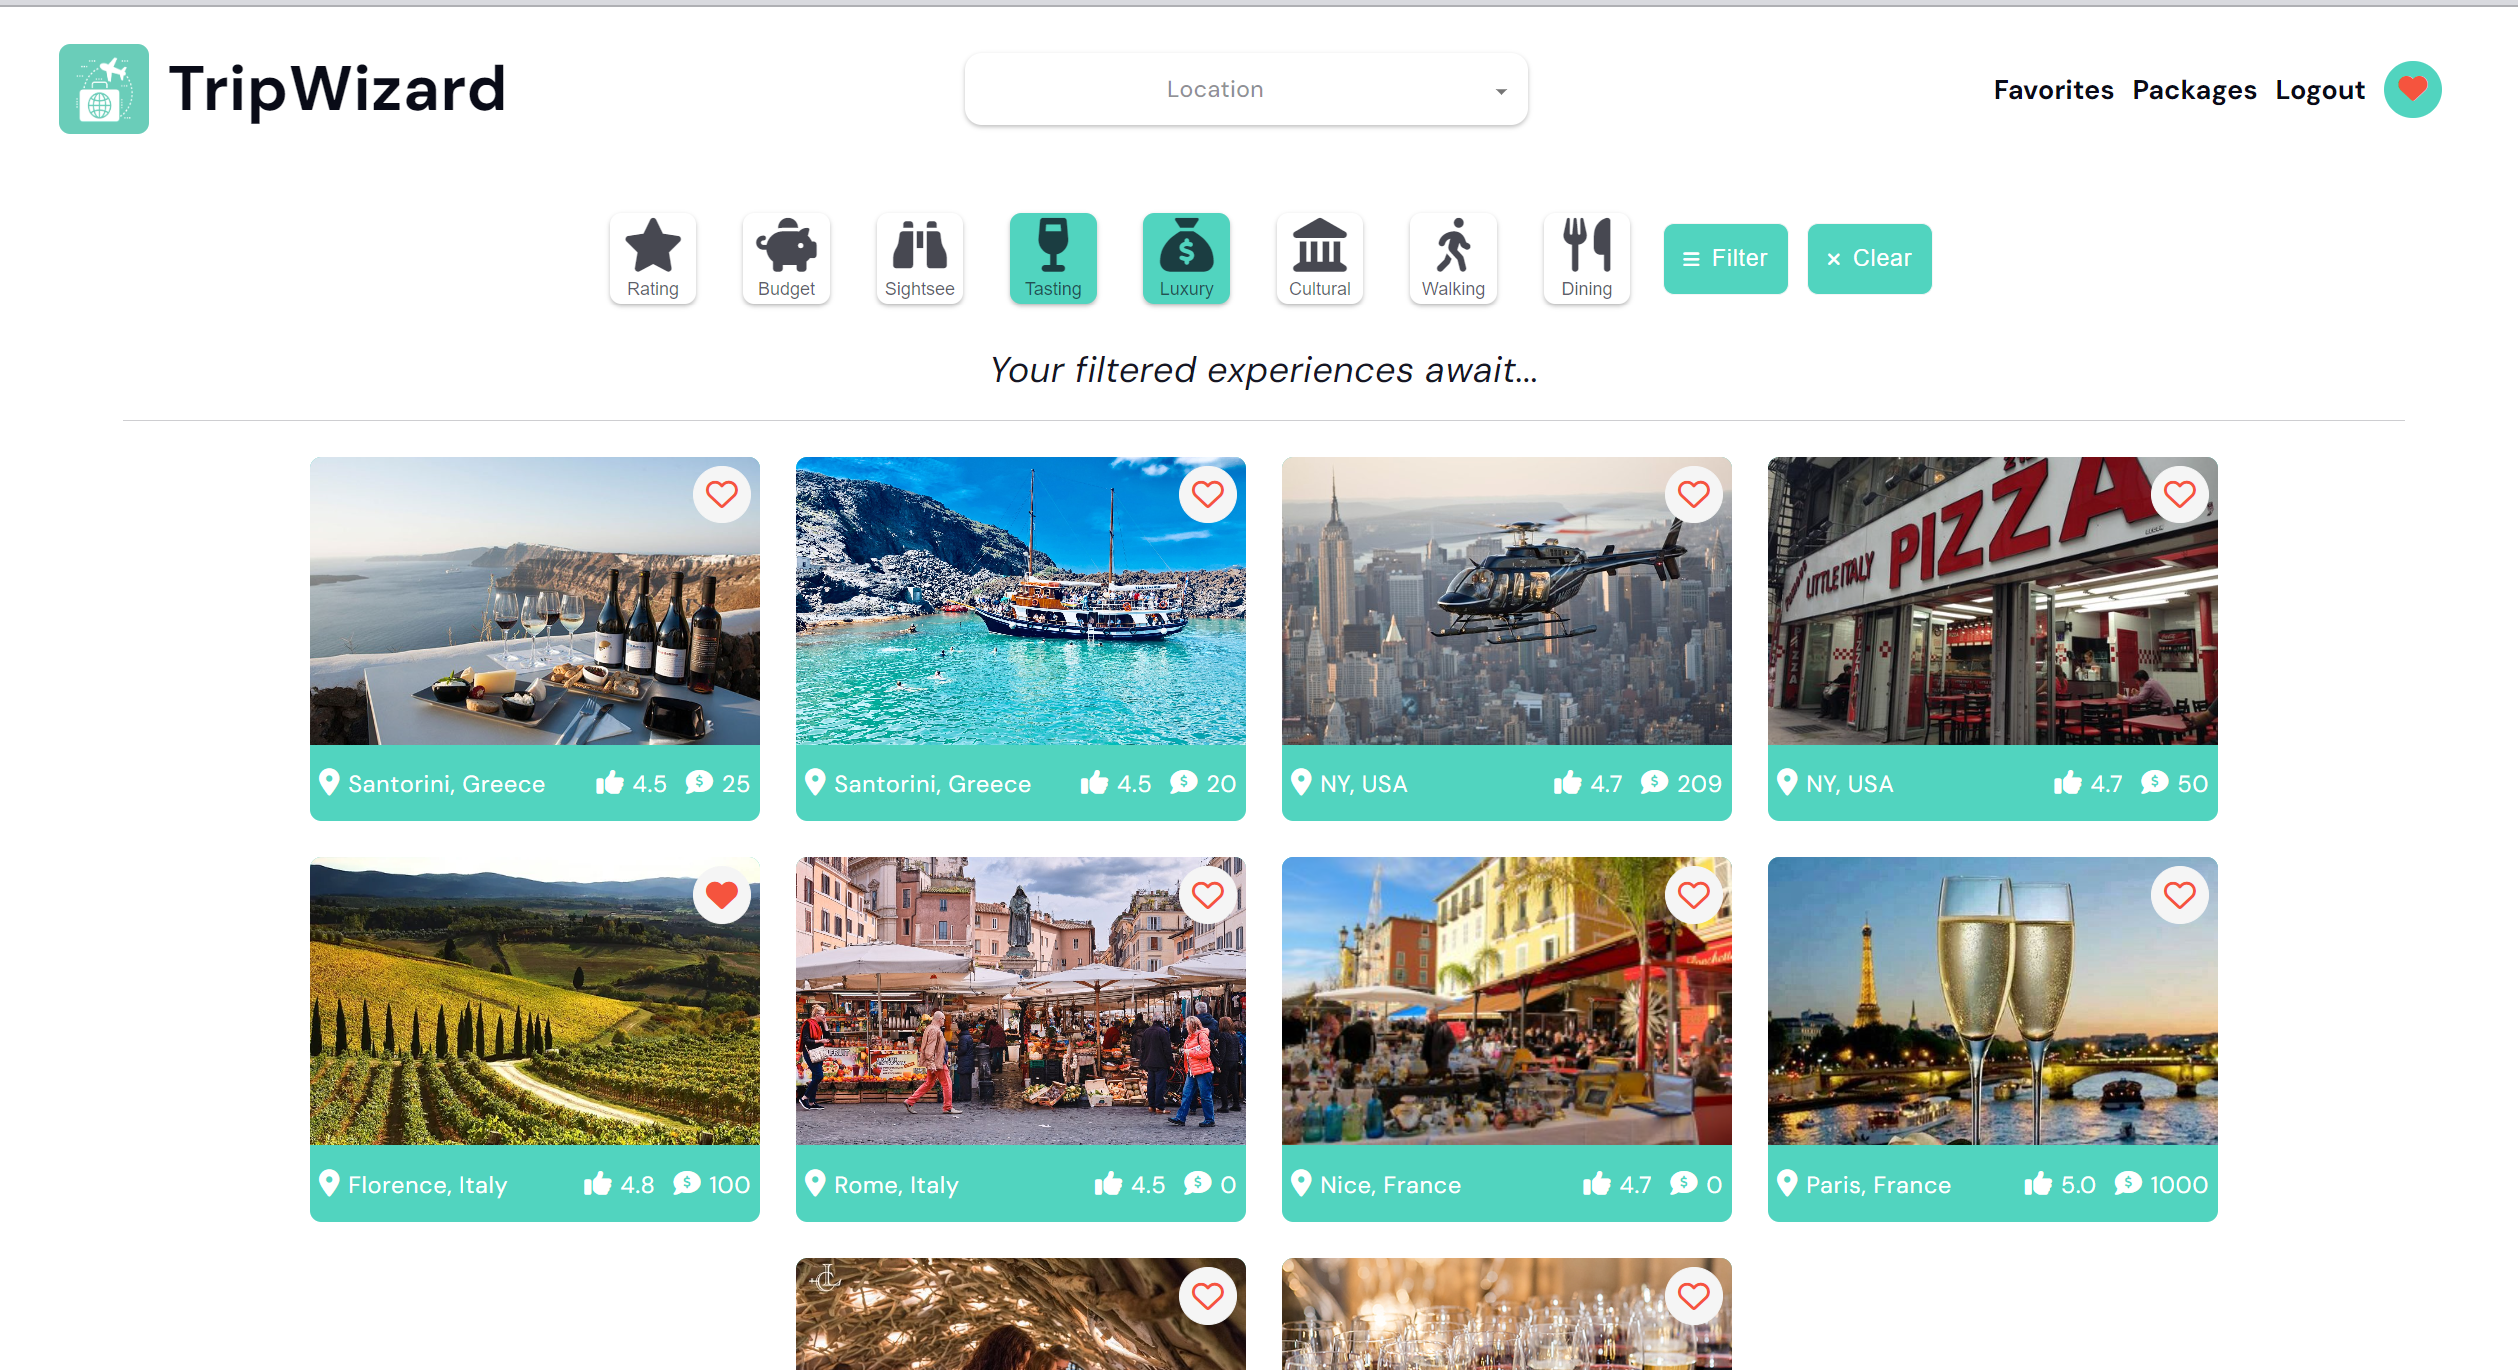 TripWizard
Location
Favorites Packages Logout
Rating Budget Sightsee Tasting Luxury Cultural Walking Dining Filter Clear
Your filtered experiences await...
LITTLE ITALY PIZZA
PIZZA
Santorini, Greece 4.5 $ 25
Santorini, Greece 4.5 $ 20
NY, USA 4.7 $ 209
NY, USA 4.7 $ 50
Florence, Italy 4.8 $ 100
Rome, Italy 4.5 $ 0
Nice, France 4.7 $ 0
Paris, France 5.0 $ 1000